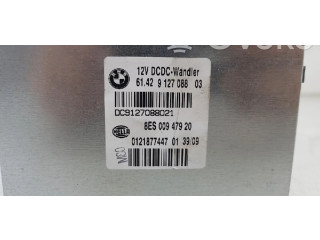 12V DCDC-Wandler
61.42 9 127 088 03
DC9127088021
8ES 009 479 20
0121877447 01 39/09